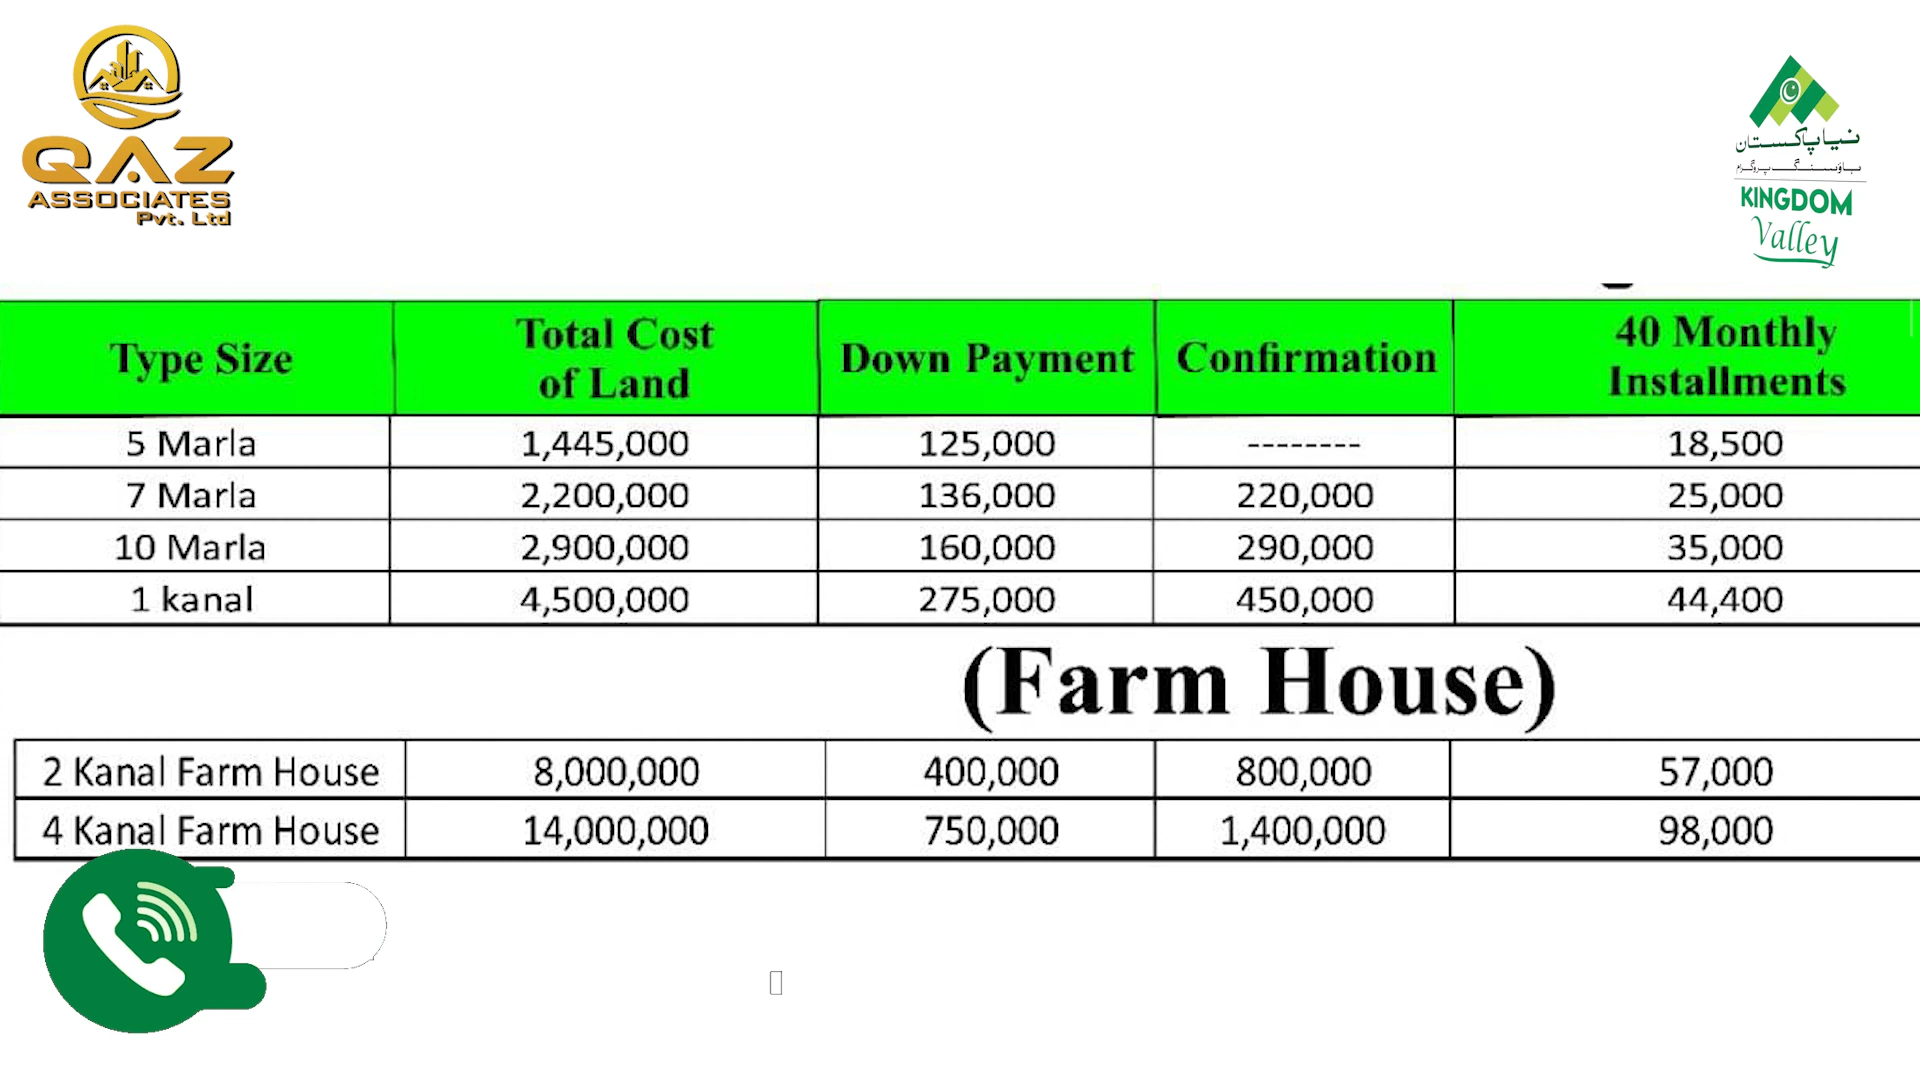 QAZ
ASSOCIATES
Pvt. Ltd
نیا پاکستان
ہاؤسنگ پروگرام
KINGDOM
Valley
Type Size
Total Cost
of Land
Down Payment
Confirmation
40 Monthly
Installments
5 Marla 1,445,000 125,000 -------- 18,500
7 Marla 2,200,000 136,000 220,000 25,000
10 Marla 2,900,000 160,000 290,000 35,000
1 kanal 4,500,000 275,000 450,000 44,400
(Farm House)
2 Kanal Farm House 8,000,000 400,000 800,000 57,000
4 Kanal Farm House 14,000,000 750,000 1,400,000 98,000